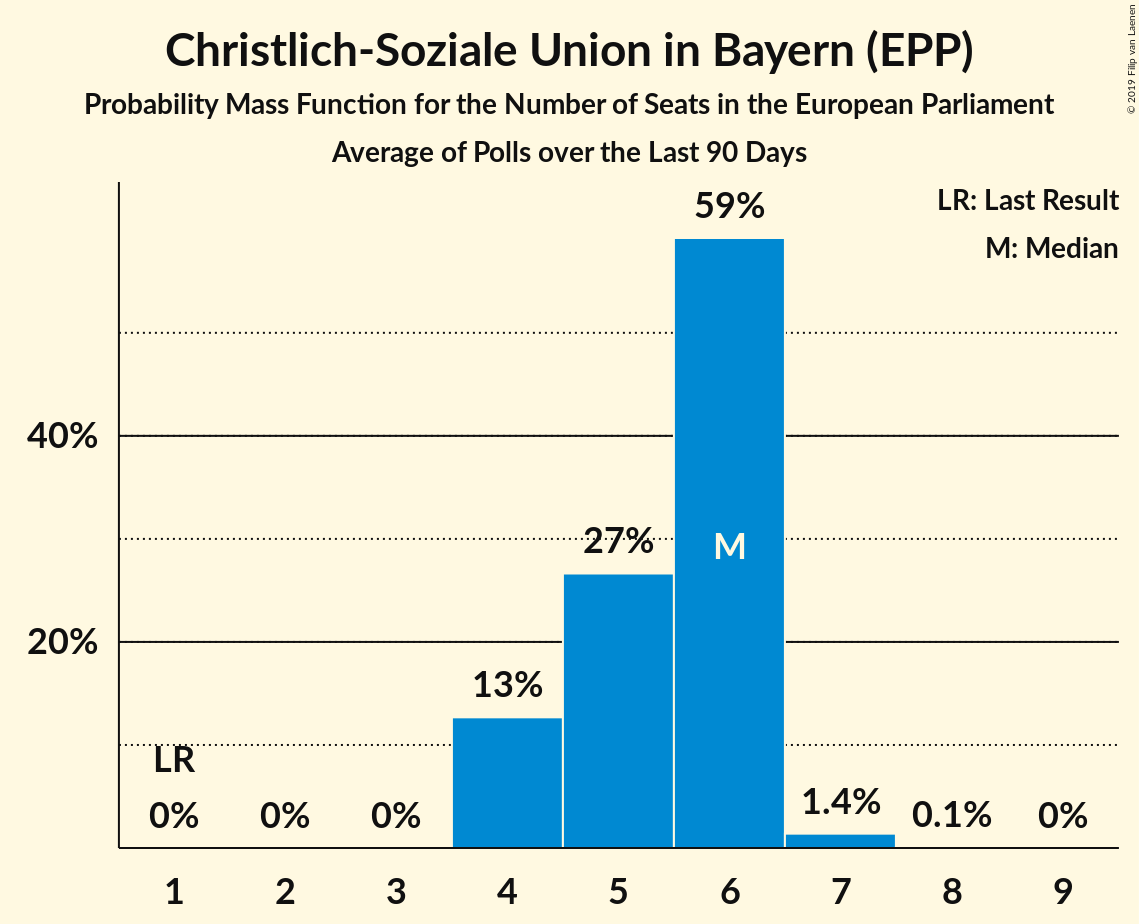 Christlich-Soziale Union in Bayern (EPP)
Probability Mass Function for the Number of Seats in the European Parliament
Average of Polls over the Last 90 Days
© 2019 Filip van Laenen
LR: Last Result
M: Median
59%
40%
27%
M
20%
13%
LR
0%
0%
0%
1.4%
0.1%
0%
1 2 3 4 5 6 7 8 9